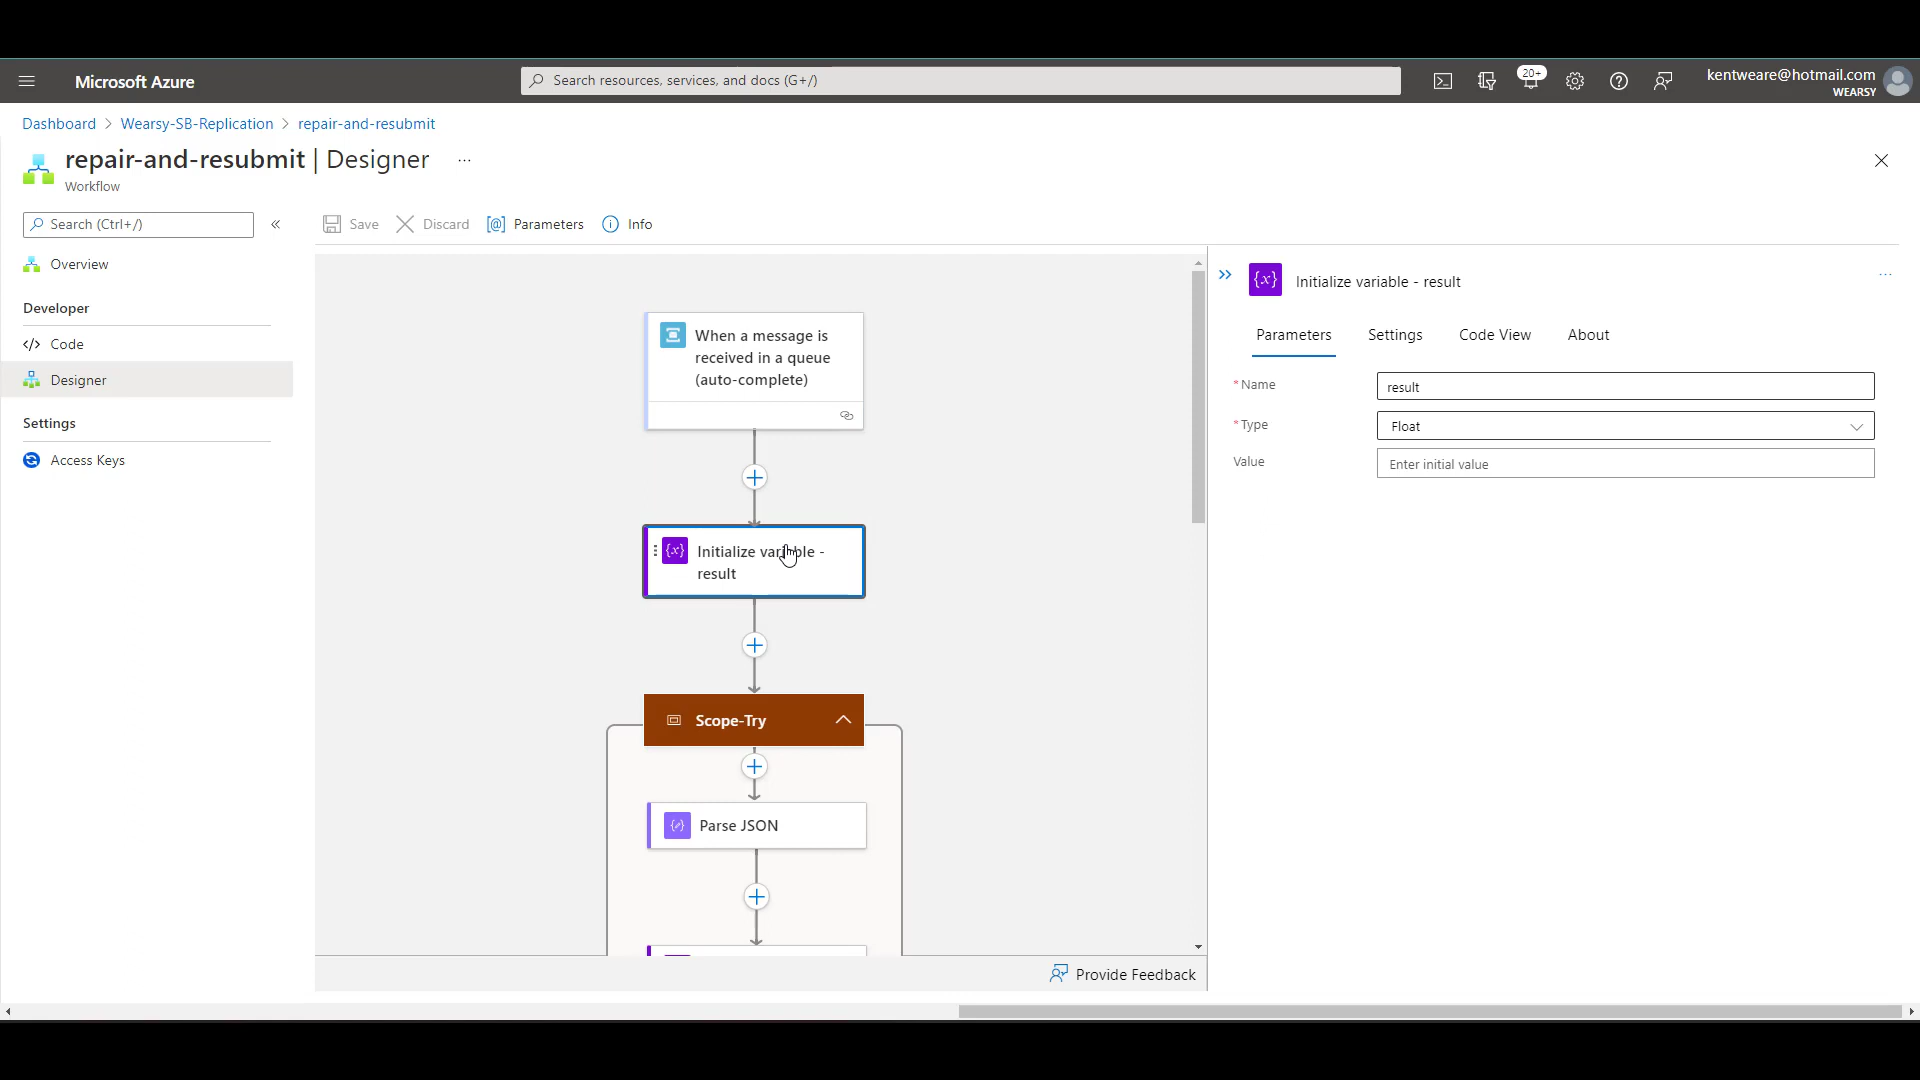 Microsoft Azure
Search resources, services, and docs (G+/)
20+
kentweare@hotmail.com
WEARSY
Dashboard > Wearsy-SB-Replication > repair-and-resubmit
repair-and-resubmit | Designer ...
Workflow
Search (Ctrl+/)
«
Overview
Developer
</> Code
Designer
Settings
Access Keys
Save
Discard
[@] Parameters
Info
When a message is
received in a queue
(auto-complete)
{x} Initialize variable -
result
Scope-Try
Parse JSON
Provide Feedback
{x} Initialize variable - result
...
Parameters
Settings
Code View
About
* Name
result
* Type
Float
Value
Enter initial value